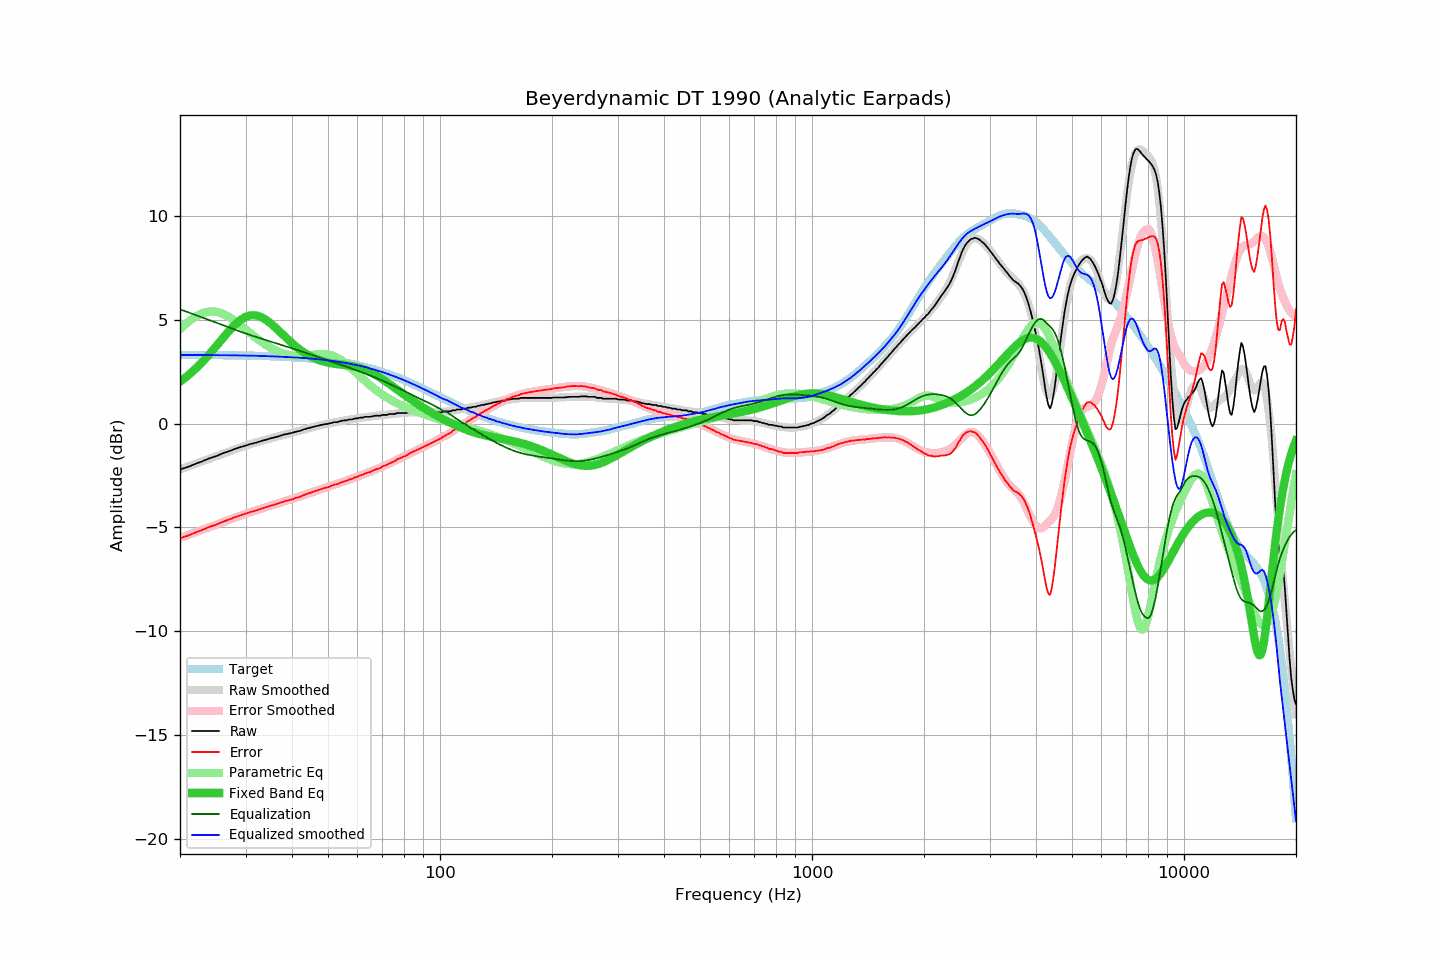 Beyerdynamic DT 1990 (Analytic Earpads)
Amplitude (dBr)
10
5
0
−5
−10
−15
−20
Target
Raw Smoothed
Error Smoothed
Raw
Error
Parametric Eq
Fixed Band Eq
Equalization
Equalized smoothed
100 1000 10000
Frequency (Hz)